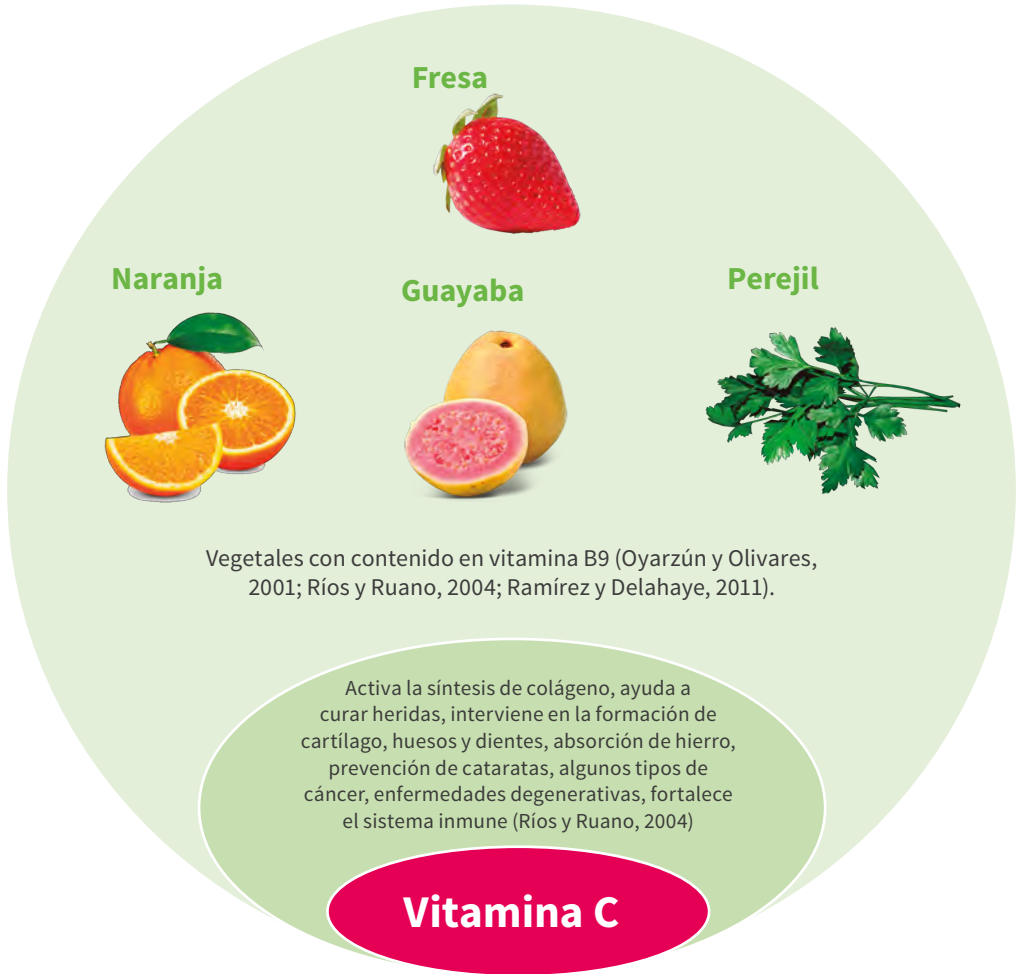 Fresa
Naranja
Guayaba
Perejil
Vegetales con contenido en vitamina B9 (Oyarzún y Olivares,
2001; Ríos y Ruano, 2004; Ramírez y Delahaye, 2011).
Activa la síntesis de colágeno, ayuda a
curar heridas, interviene en la formación de
cartílago, huesos y dientes, absorción de hierro,
prevención de cataratas, algunos tipos de
cáncer, enfermedades degenerativas, fortalece
el sistema inmune (Ríos y Ruano, 2004)
Vitamina C